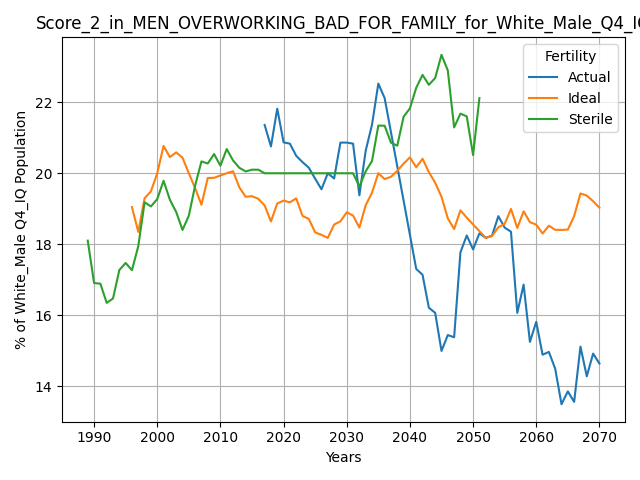 Score_2_in_MEN_OVERWORKING_BAD_FOR_FAMILY_for_White_Male_Q4_IQ
Fertility
Actual
Ideal
Sterile
% of White_Male Q4_IQ Population
22
20
18
16
14
1990 2000 2010 2020 2030 2040 2050 2060 2070
Years